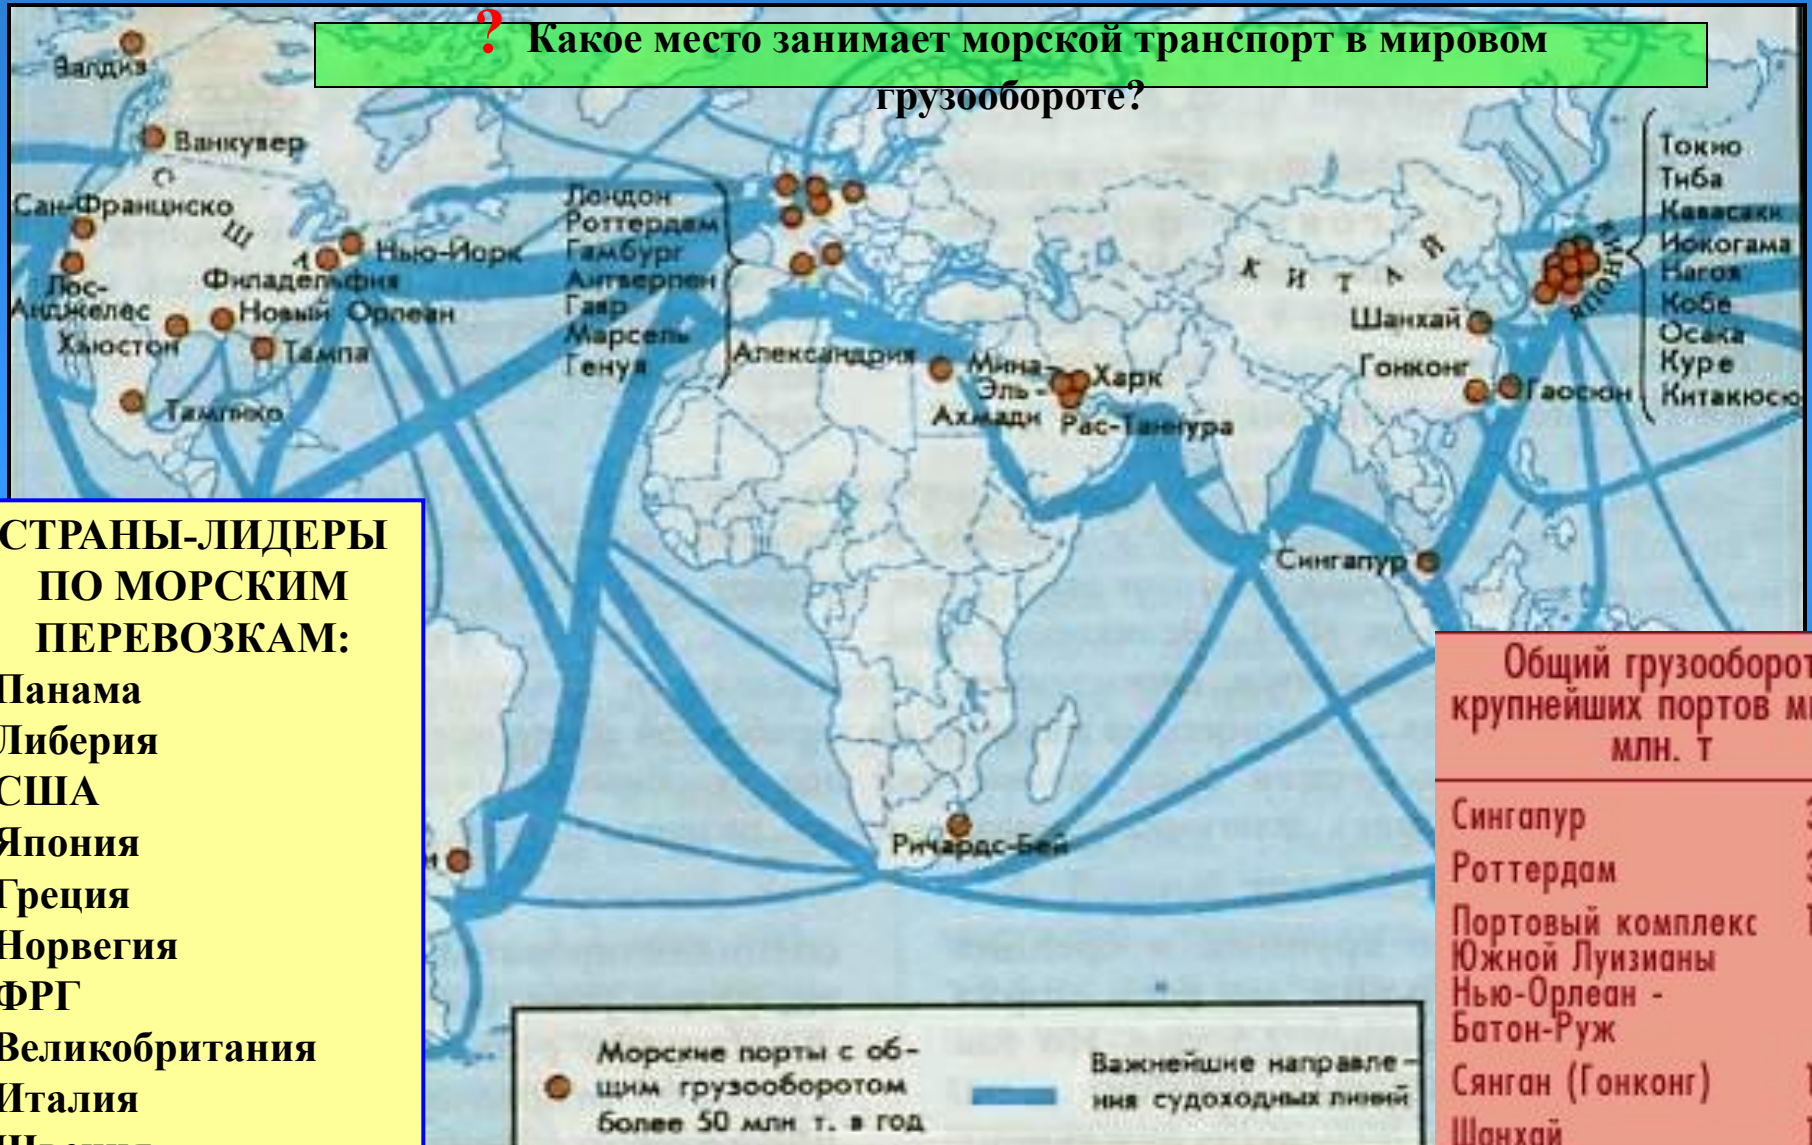 ? Какое место занимает морской транспорт в мировом
грузообороте?
Валдиз
Ванкувер
США
Сан-Франциско
Лос-
Анджелес
Хьюстон
Филадельфия
Нью-Йорк
Новый Орлеан
Тампа
Тампико
Лондон
Роттердам
Гамбург
Антверпен
Гавр
Марсель
Генуя
Александрия
Мина-
Эль-
Ахмади
Харк
Рас-Таннура
КИТАЙ
Шанхай
Гонконг
Гаосюн
Сингапур
ЯПОНИЯ
Токио
Тиба
Кавасаки
Иокогама
Нагоя
Кобе
Осака
Куре
Китакюсю
Ричардс-Бей
СТРАНЫ-ЛИДЕРЫ
ПО МОРСКИМ
ПЕРЕВОЗКАМ:
Панама
Либерия
США
Япония
Греция
Норвегия
ФРГ
Великобритания
Италия
Морские порты с об-
щим грузооборотом
более 50 млн т. в год
Важнейшие направле-
ния судоходных линий
Общий грузооборот
крупнейших портов
млн. т
Сингапур
Роттердам
Портовый комплекс
Южной Луизианы
Нью-Орлеан -
Батон-Руж
Сянган (Гонконг)
Шанхай